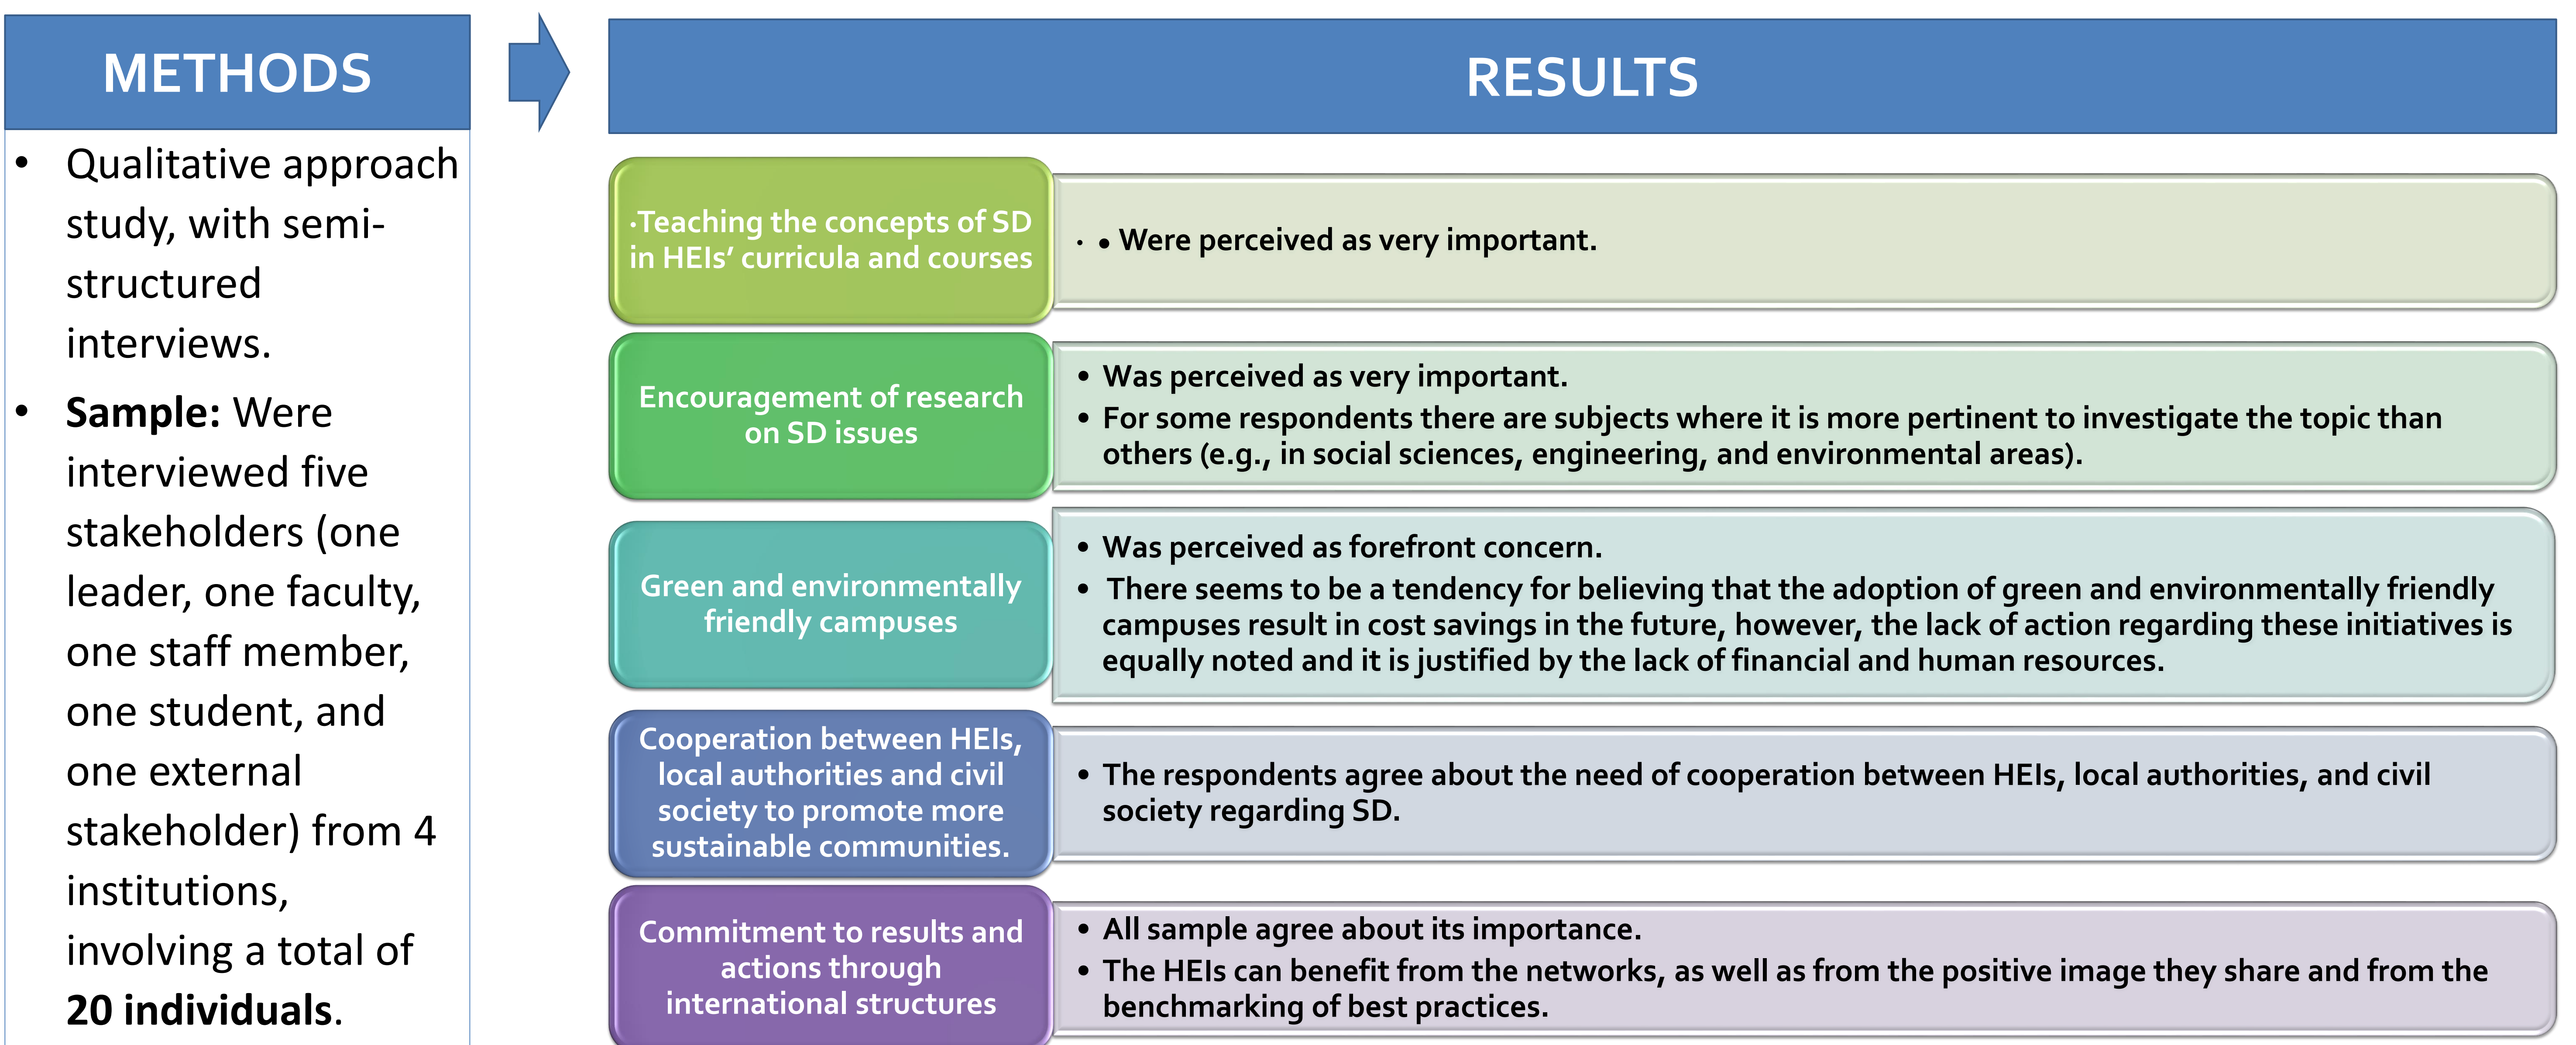 METHODS
• Qualitative approach
study, with semi-
structured
interviews.
• Sample: Were
interviewed five
stakeholders (one
leader, one faculty,
one staff member,
one student, and
one external
stakeholder) from 4
institutions,
involving a total of
20 individuals.
RESULTS
•Teaching the concepts of SD
in HEIs’ curricula and courses
• • Were perceived as very important.
Encouragement of research
on SD issues
• Was perceived as very important.
• For some respondents there are subjects where it is more pertinent to investigate the topic than
others (e.g., in social sciences, engineering, and environmental areas).
Green and environmentally
friendly campuses
• Was perceived as forefront concern.
• There seems to be a tendency for believing that the adoption of green and environmentally friendly
campuses result in cost savings in the future, however, the lack of action regarding these initiatives is
equally noted and it is justified by the lack of financial and human resources.
Cooperation between HEIs,
local authorities and civil
society to promote more
sustainable communities.
• The respondents agree about the need of cooperation between HEIs, local authorities, and civil
society regarding SD.
Commitment to results and
actions through
international structures
• All sample agree about its importance.
• The HEIs can benefit from the networks, as well as from the positive image they share and from the
benchmarking of best practices.